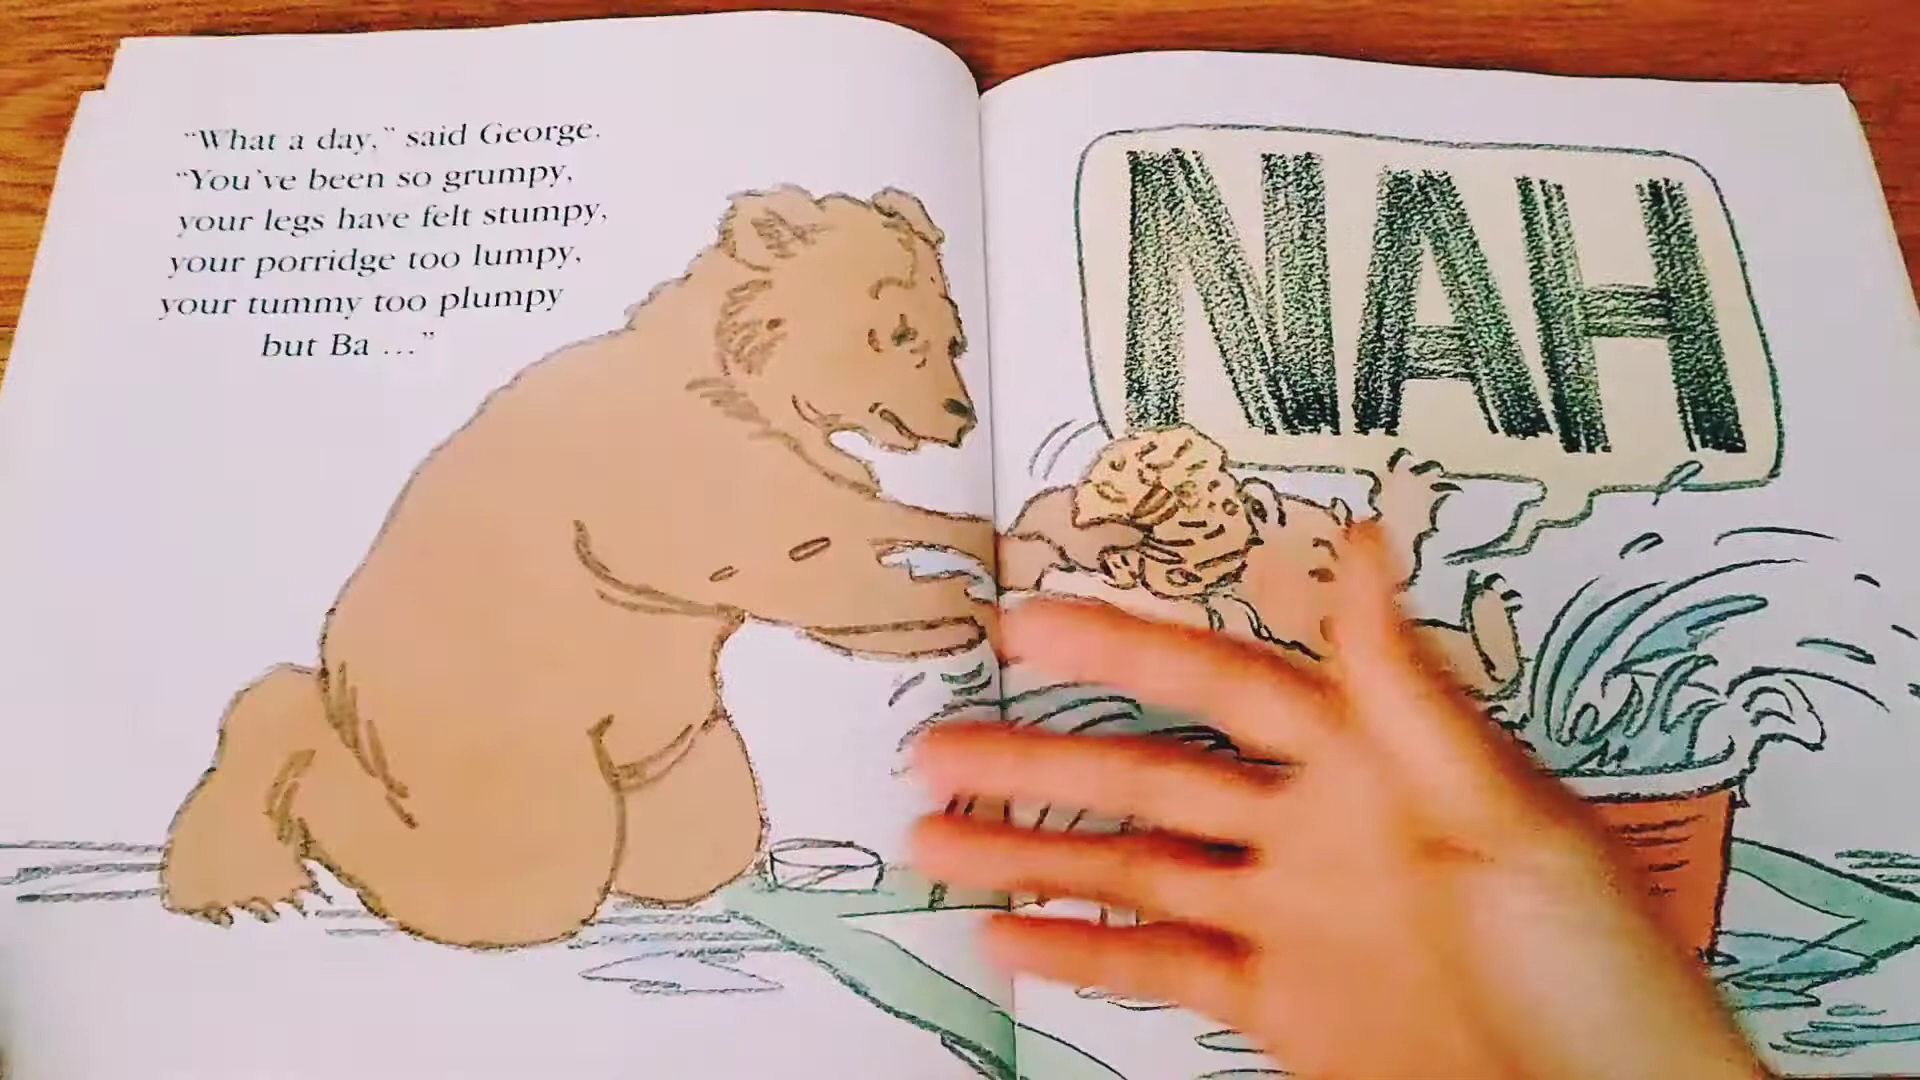 “What a day,” said George.
“You’ve been so grumpy,
your legs have felt stumpy,
your porridge too lumpy,
your tummy too plumpy
but Ba ...”
NAH